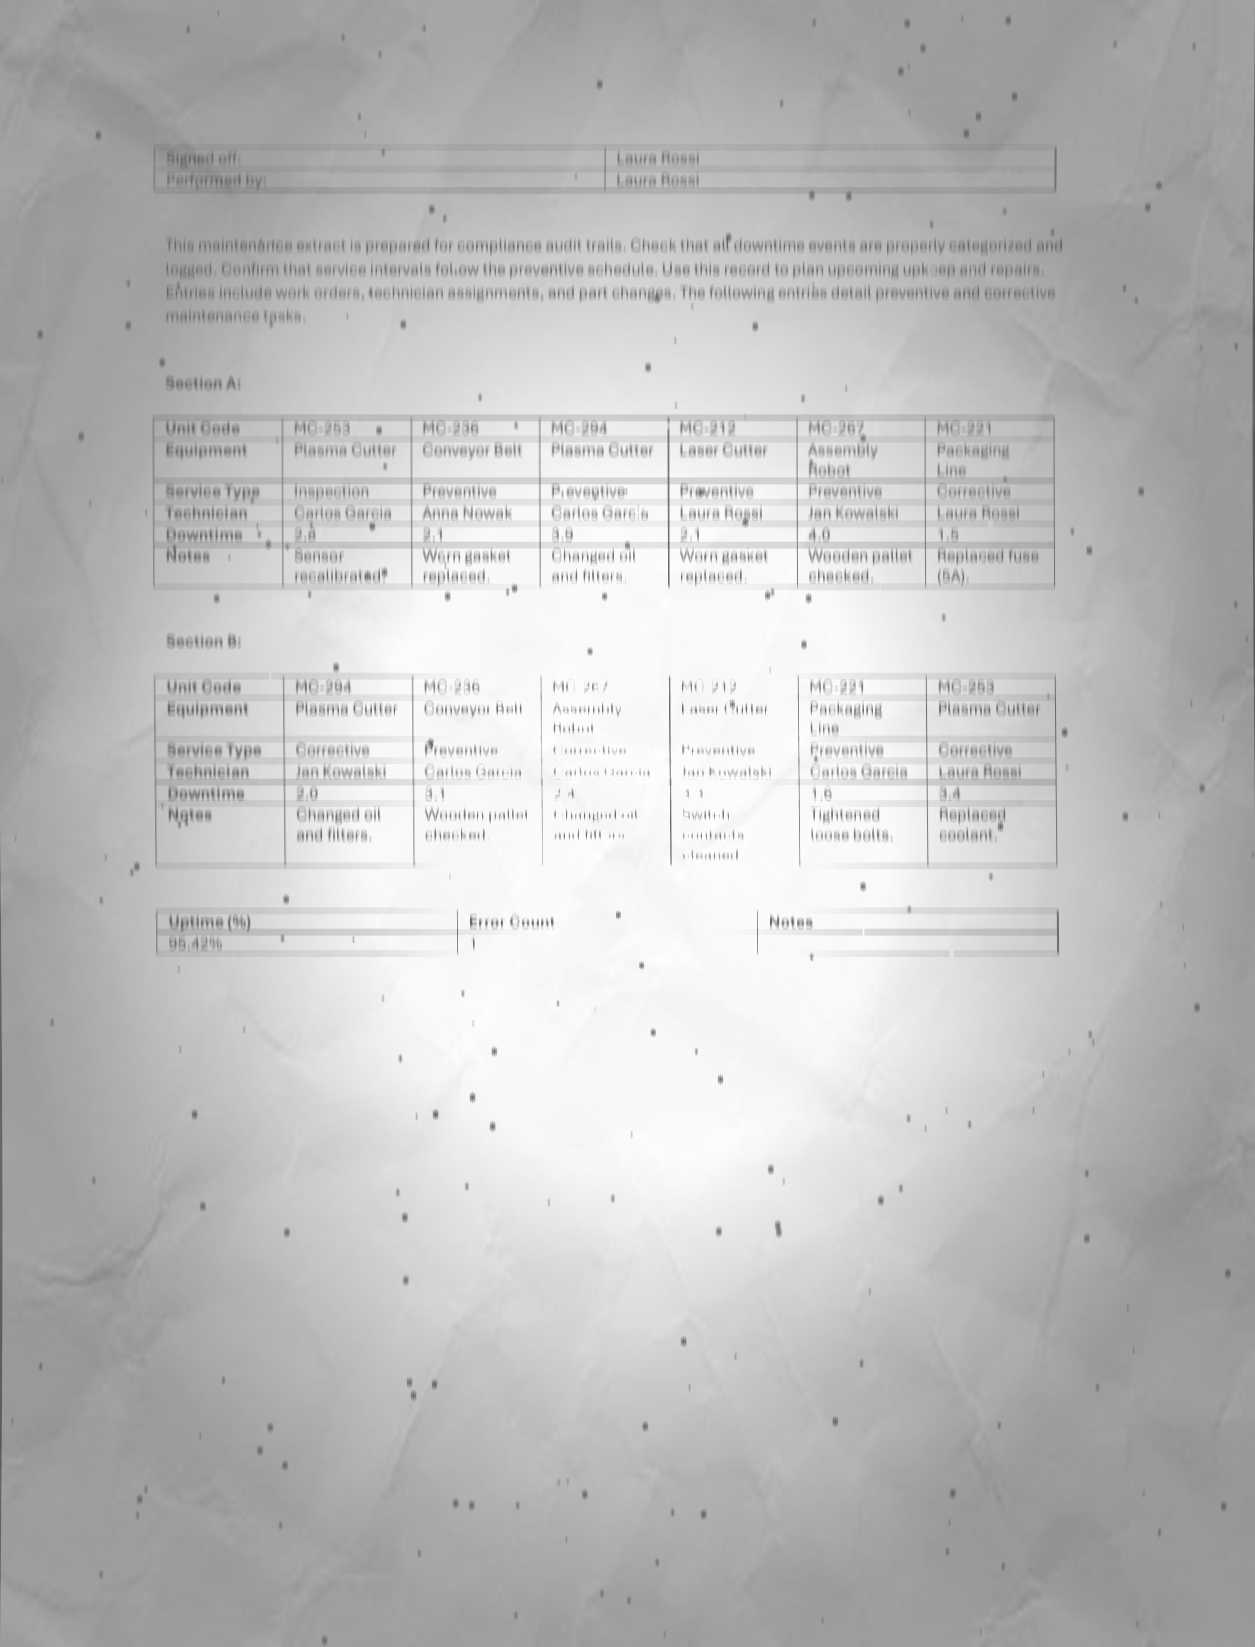 Signed off: Laura Rossi
Performed by: Laura Rossi
This maintenance extract is prepared for compliance audit trails. Check that all downtime events are properly categorized and
logged. Confirm that service intervals follow the preventive schedule. Use this record to plan upcoming upkeep and repairs.
Entries include work orders, technician assignments, and part changes. The following entries detail preventive and corrective
maintenance tasks.
Section A:
Unit Code MC-253 MC-236 MC-294 MC-212 MC-267 MC-221
Equipment Plasma Cutter Conveyor Belt Plasma Cutter Laser Cutter Assembly Packaging
Robot Line
Service Type Inspection Preventive Preventive Preventive Preventive Corrective
Technician Carlos Garcia Anna Nowak Carlos Garcia Laura Rossi Jan Kowalski Laura Rossi
Downtime 2.1 3.9 2.1 4.0
Notes Sensor Worn gasket Changed oil Worn gasket Wooden pallet Replaced fuse
recalibrated. replaced. and filters. replaced. checked. (5A).
Section B:
Unit Code MC-294 MC-236 MC-267 MC-212 MC-221 MC-253
Equipment Plasma Cutter Conveyor Belt Assembly Laser Cutter Packaging Plasma Cutter
Robot Line
Service Type Corrective Preventive Corrective Preventive Preventive Corrective
Technician Jan Kowalski Carlos Garcia Carlos Garcia Jan Kowalski Carlos Garcia Laura Rossi
Downtime 2.0 3.1 2.4 3.4
Notes Changed oil Wooden pallet Changed oil Switch Tightened Replaced
and filters. checked. and filters. contacts loose bolts. coolant.
cleaned.
Uptime (%) Error Count Notes
95.42% 1